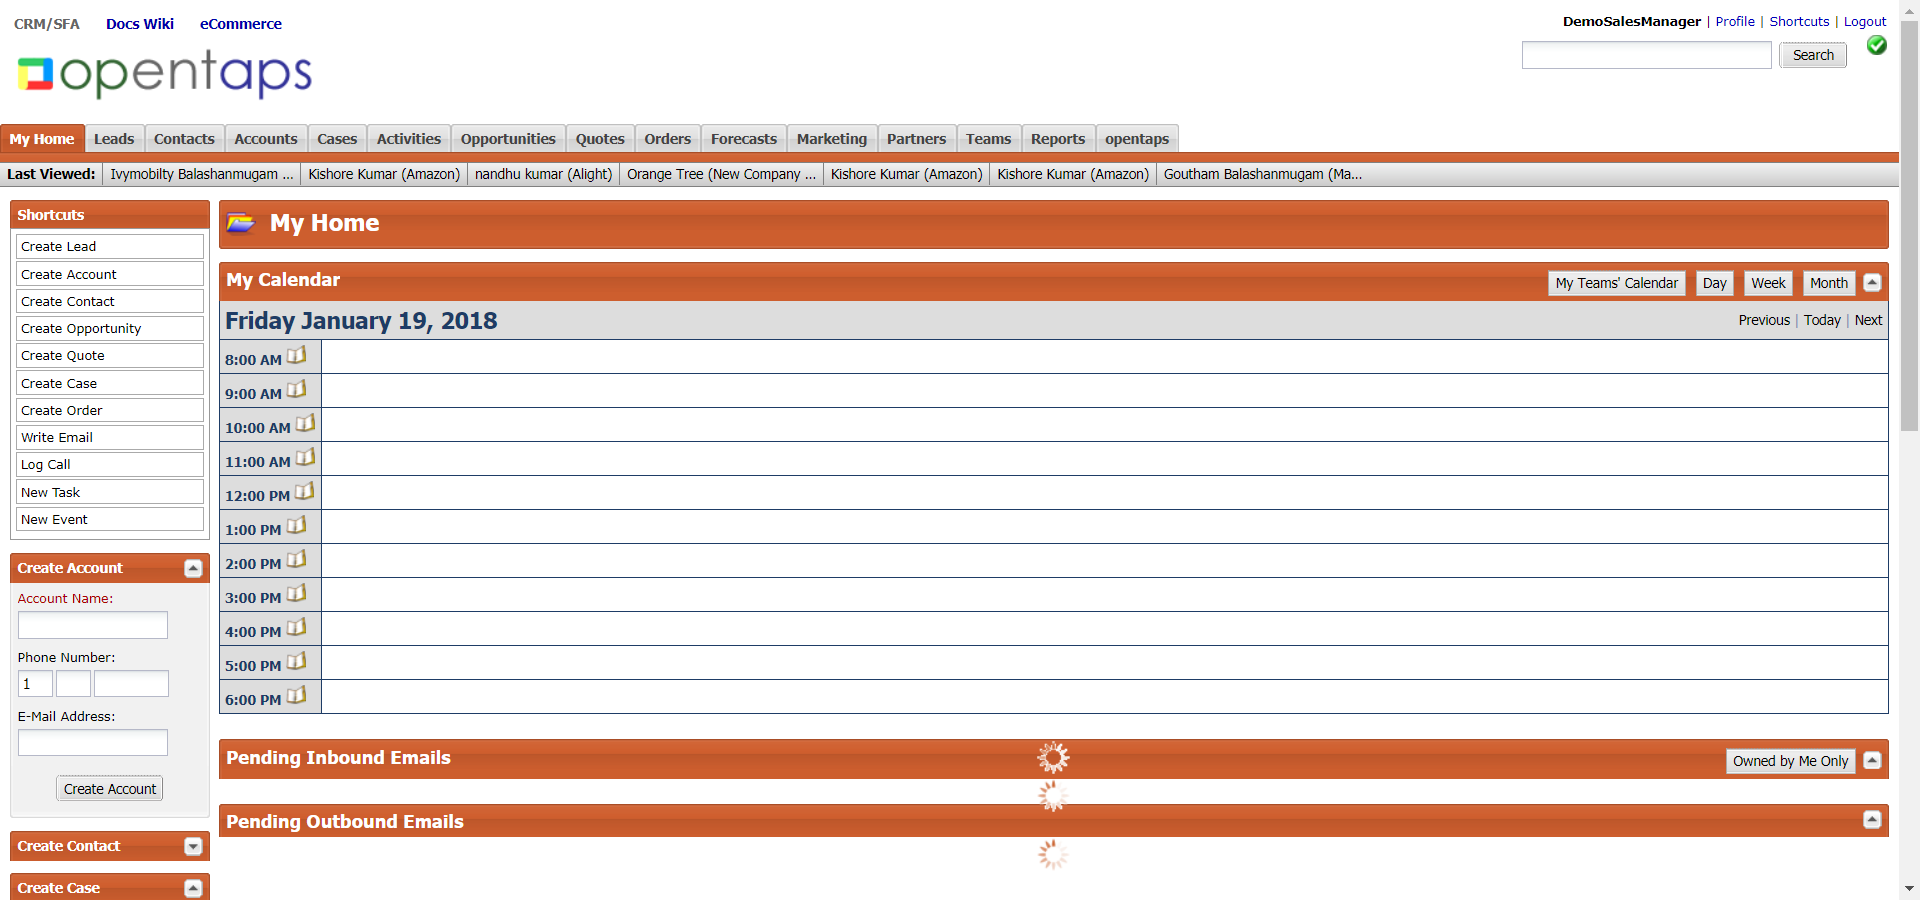 CRM/SFA Docs Wiki eCommerce
DemoSalesManager | Profile | Shortcuts | Logout
opentaps
Search
My Home Leads Contacts Accounts Cases Activities Opportunities Quotes Orders Forecasts Marketing Partners Teams Reports opentaps
Last Viewed: Ivymobilty Balashanmugam ... Kishore Kumar (Amazon) nandhu kumar (Alight) Orange Tree (New Company ... Kishore Kumar (Amazon) Kishore Kumar (Amazon) Goutham Balashanmugam (Ma...
Shortcuts
Create Lead
Create Account
Create Contact
Create Opportunity
Create Quote
Create Case
Create Order
Write Email
Log Call
New Task
New Event
Create Account
Account Name:
Phone Number:
1
E-Mail Address:
Create Account
Create Contact
Create Case
My Home
My Calendar
My Teams' Calendar Day Week Month
Friday January 19, 2018
Previous | Today | Next
8:00 AM
9:00 AM
10:00 AM
11:00 AM
12:00 PM
1:00 PM
2:00 PM
3:00 PM
4:00 PM
5:00 PM
6:00 PM
Pending Inbound Emails
Owned by Me Only
Pending Outbound Emails